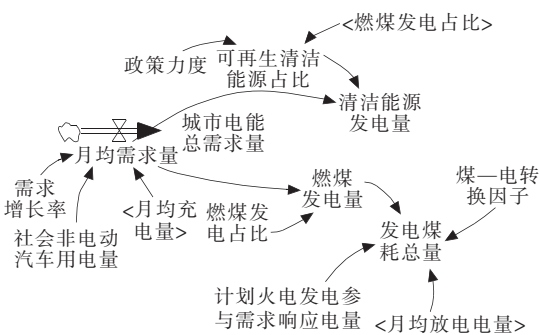 <燃煤发电占比>
政策力度
可再生清洁
能源占比
清洁能源
发电量
城市电能
总需求量
月均需求量
需求
增长率
社会非电动
汽车用电量
<月均充
电量>
燃煤发
电占比
燃煤
发电量
煤—电转
换因子
发电煤
耗总量
计划火电发电参
与需求响应电量
<月均放电电量>